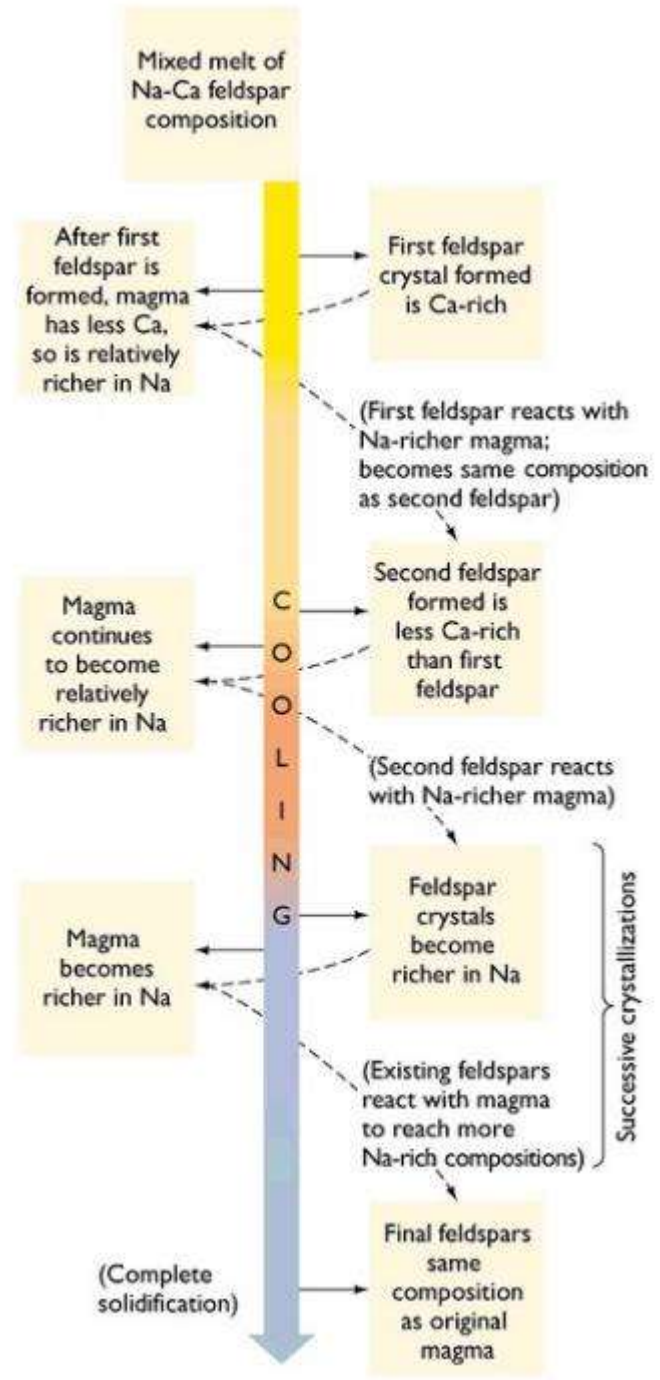 Mixed melt of
Na-Ca feldspar
composition
After first
feldspar is
formed, magma
has less Ca,
so is relatively
richer in Na
First feldspar
crystal formed
is Ca-rich
(First feldspar reacts with
Na-richer magma;
becomes same composition
as second feldspar)
Second feldspar
formed is
less Ca-rich
than first
feldspar
Magma
continues
to become
relatively
richer in Na
COOLING
(Second feldspar reacts
with Na-richer magma)
Feldspar
crystals
become
richer in Na
Magma
becomes
richer in Na
Successive crystallizations
(Existing feldspars
react with magma
to reach more
Na-rich compositions)
Final feldspars
same
composition
as original
magma
(Complete
solidification)